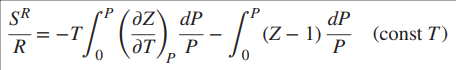 S^R/R = −T ∫_0^P (∂Z/∂T)_P dP/P − ∫_0^P (Z − 1) dP/P (const T)